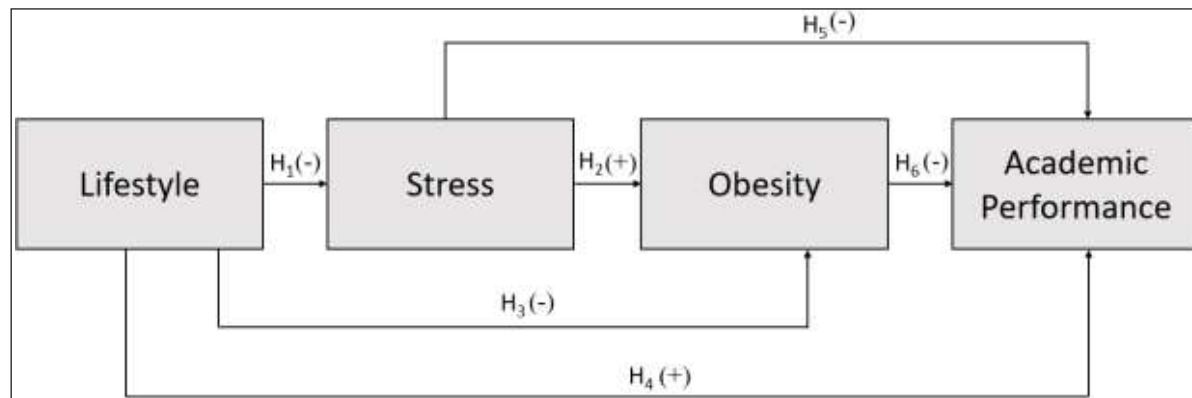 H₅(-)
Lifestyle
H₁(-)
Stress
H₂(+)
Obesity
H₆(-)
Academic
Performance
H₃(-)
H₄(+)